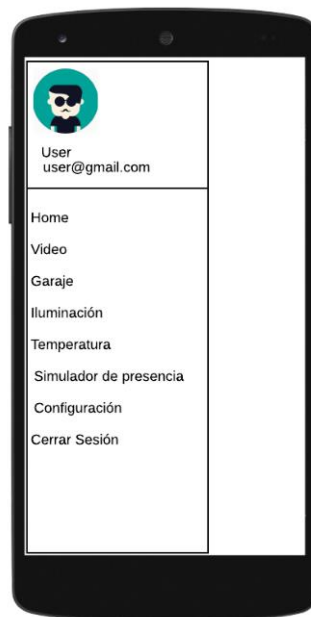 User
user@gmail.com
Home
Video
Garaje
Iluminación
Temperatura
Simulador de presencia
Configuración
Cerrar Sesión